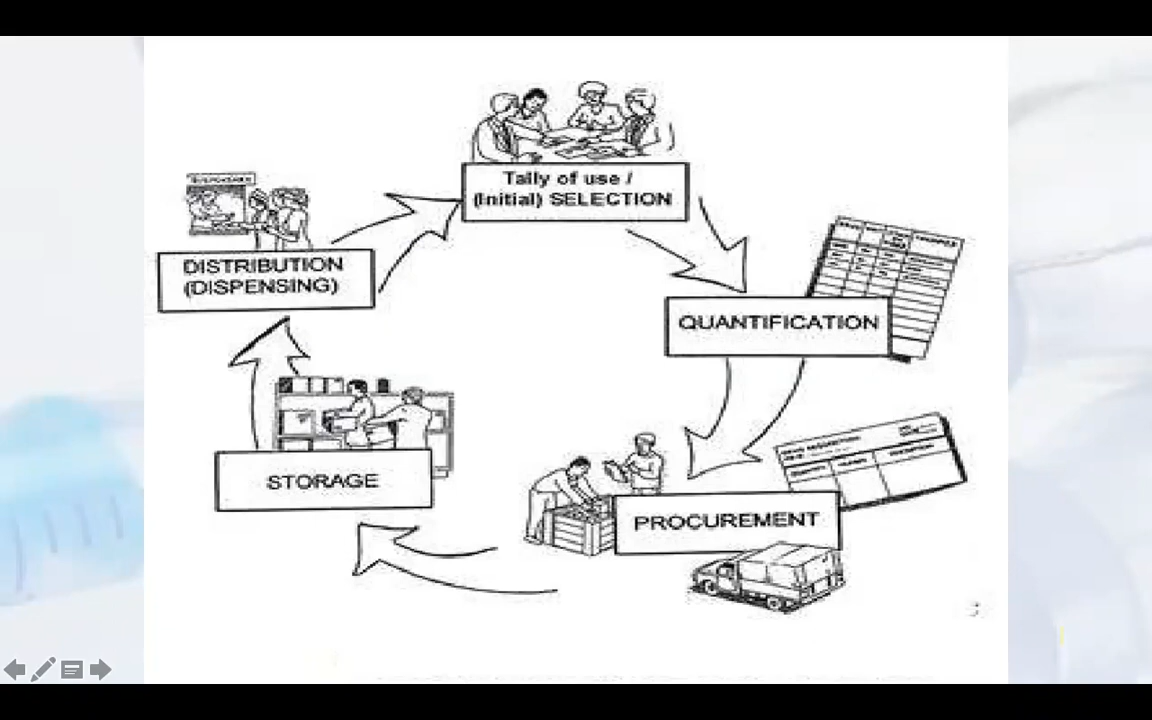 Tally of use /
(Initial) SELECTION
DISTRIBUTION
(DISPENSING)
QUANTIFICATION
STORAGE
PROCUREMENT